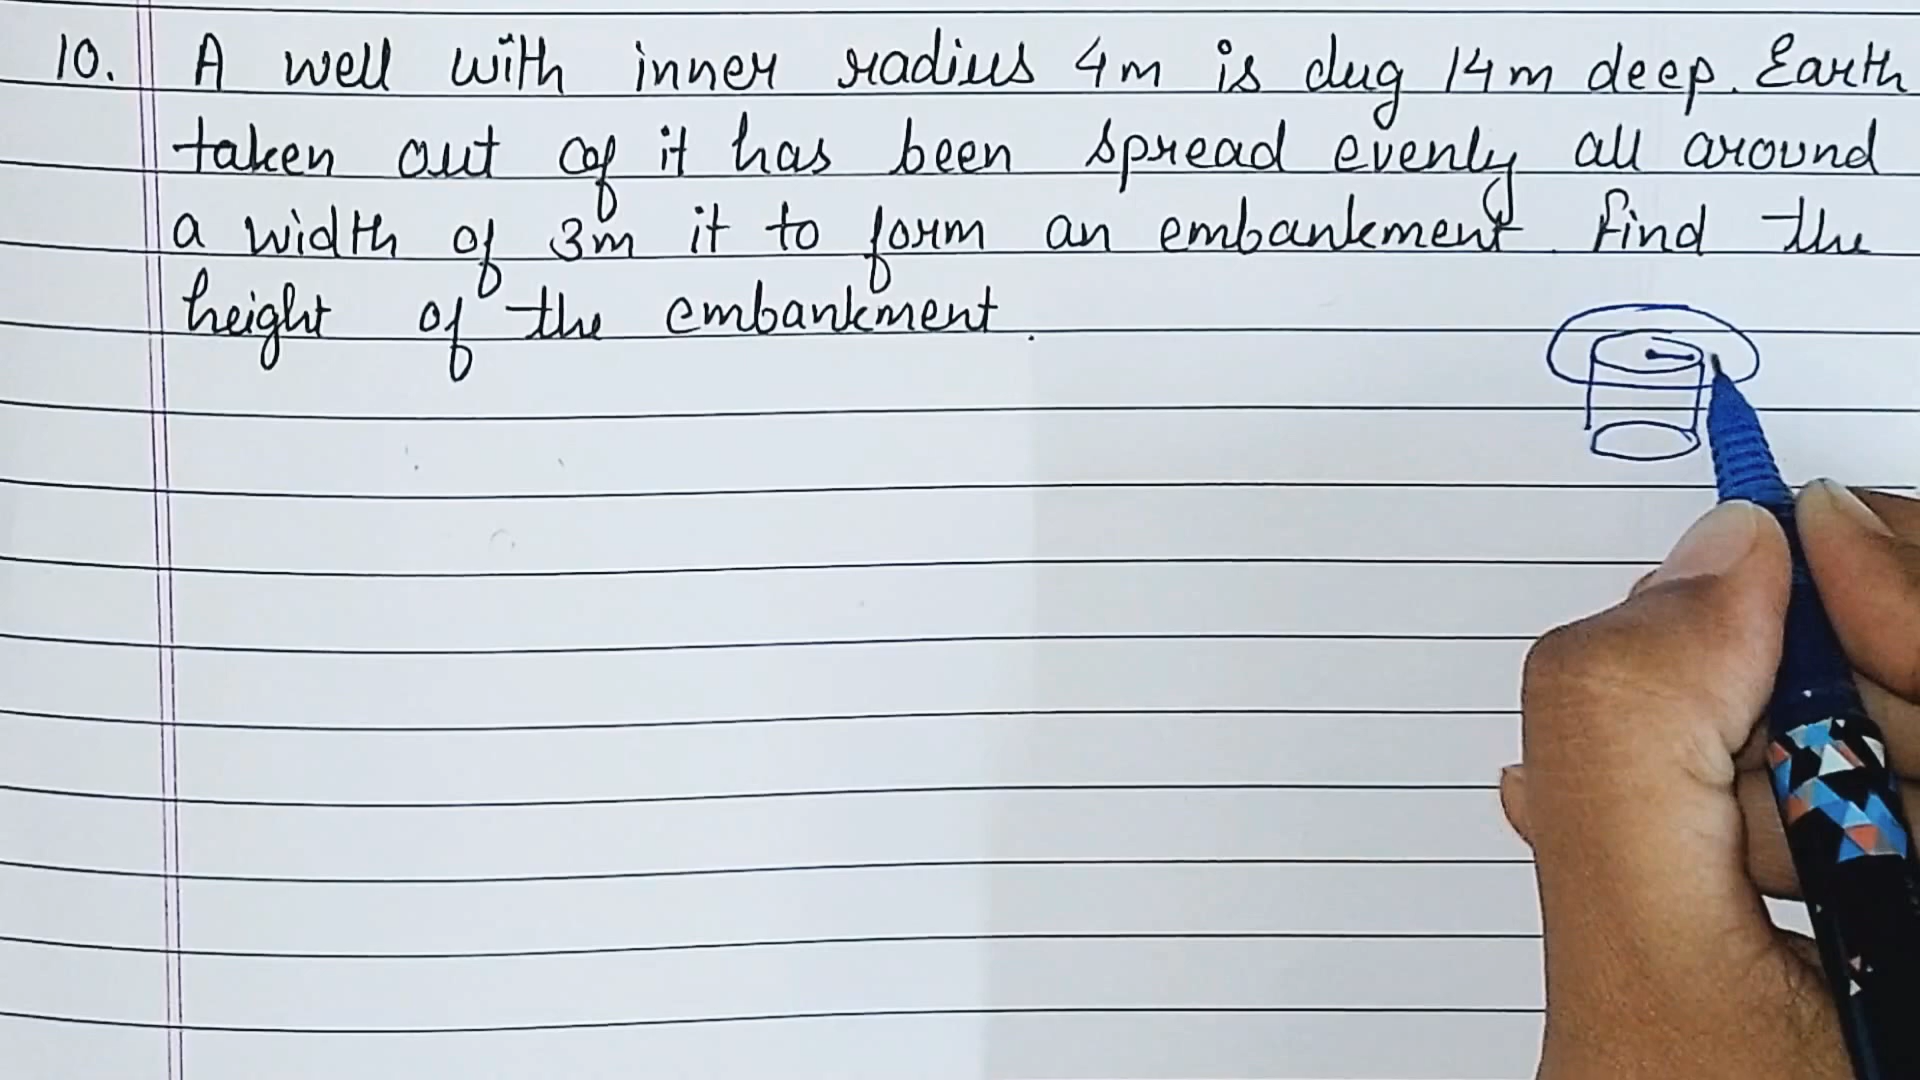 10. A well with inner radius 4m is dug 14m deep. Earth
taken out of it has been spread evenly all around
a width of 3m it to form an embankment. Find the
height of the embankment.